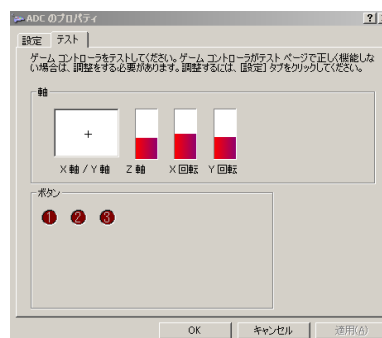 ADC のプロパティ
設定 テスト
ゲーム コントローラをテストしてください。ゲーム コントローラがテスト ページで正しく機能しな
い場合は、調整をする必要があります。調整するには、[設定] タブをクリックしてください。
軸
X 軸 / Y 軸 Z 軸 X 回転 Y 回転
ボタン
1 2 3
OK キャンセル 適用(A)